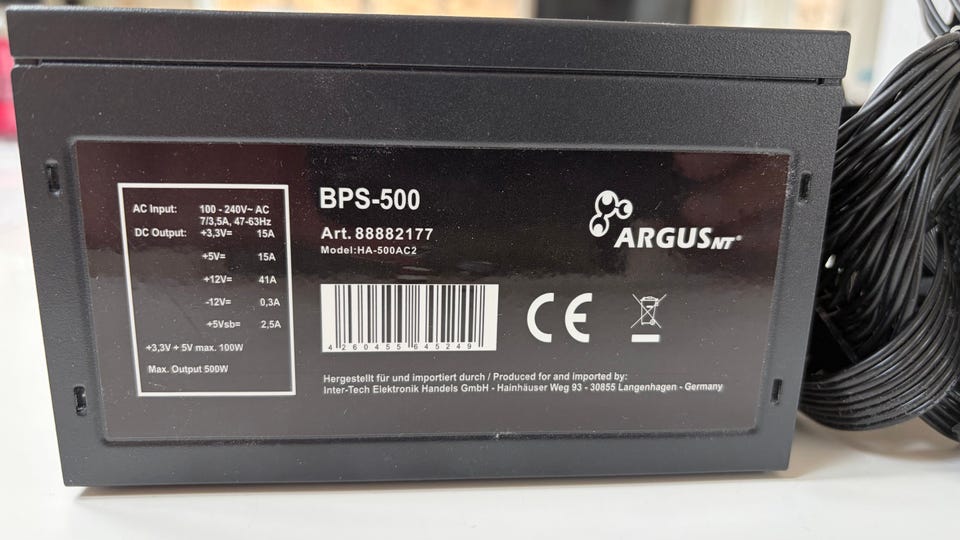 AC Input: 100 - 240V~ AC
7/3,5A, 47-63Hz
DC Output: +3,3V= 15A
+5V= 15A
+12V= 41A
-12V= 0,3A
+5Vsb= 2,5A
+3,3V + 5V max. 100W
Max. Output 500W
BPS-500
Art. 88882177
Model:HA-500AC2
4 260455 645249
ARGUS NT®
CE
Hergestellt für und importiert durch / Produced for and imported by:
Inter-Tech Elektronik Handels GmbH - Hainhäuser Weg 93 - 30855 Langenhagen - Germany